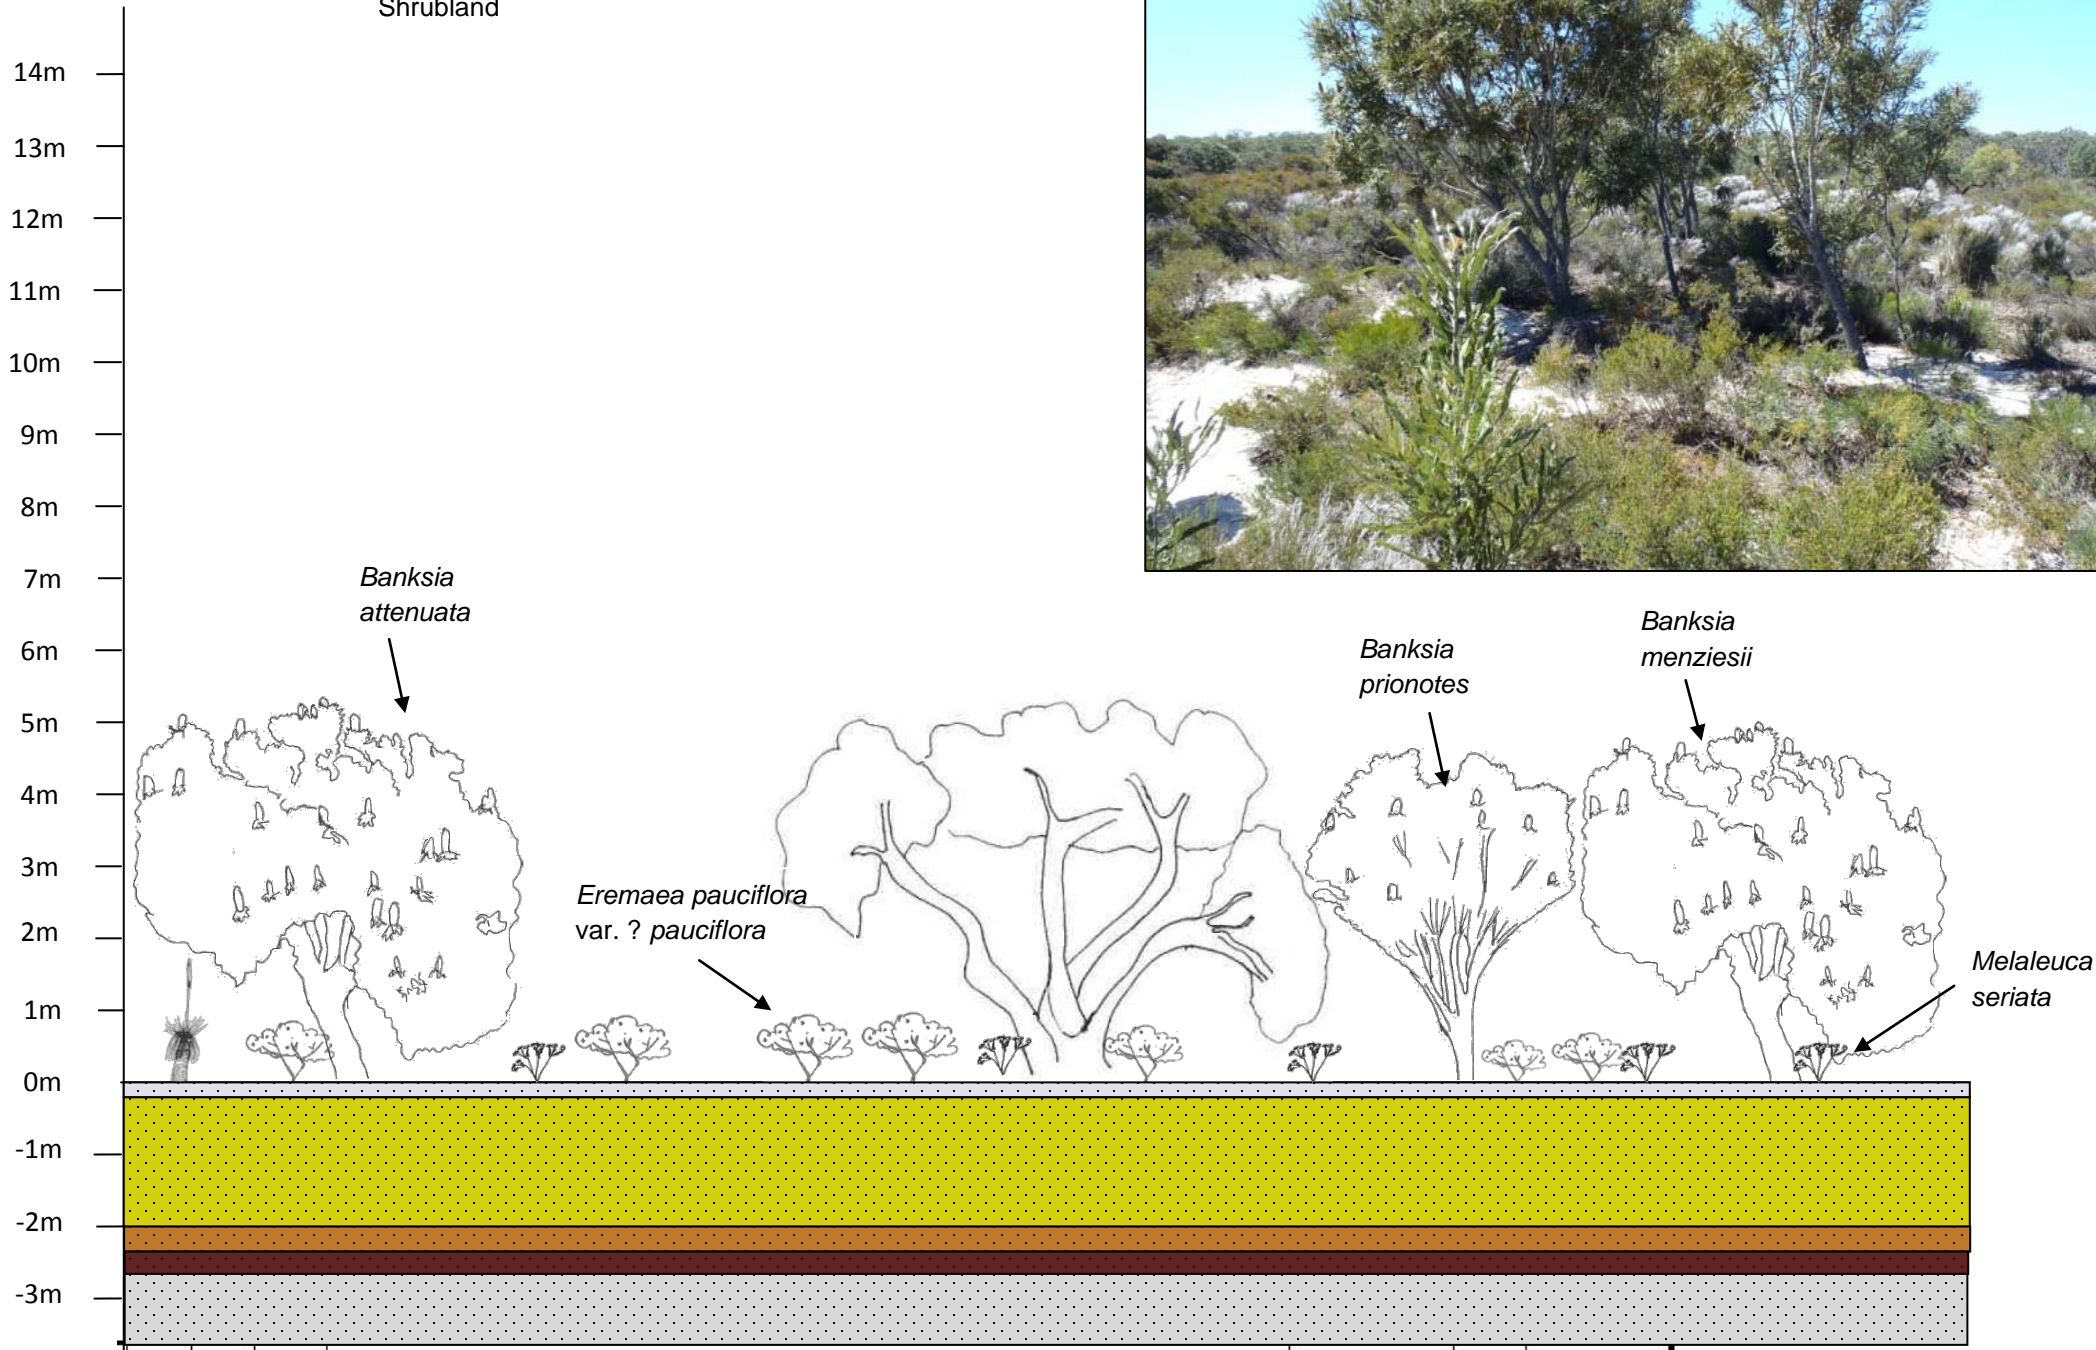 Shrubland
14m
13m
12m
11m
10m
9m
8m
7m
6m
5m
4m
3m
2m
1m
0m
-1m
-2m
-3m
Banksia
attenuata
Eremaea pauciflora
var. ? pauciflora
Banksia
prionotes
Banksia
menziesii
Melaleuca
seriata